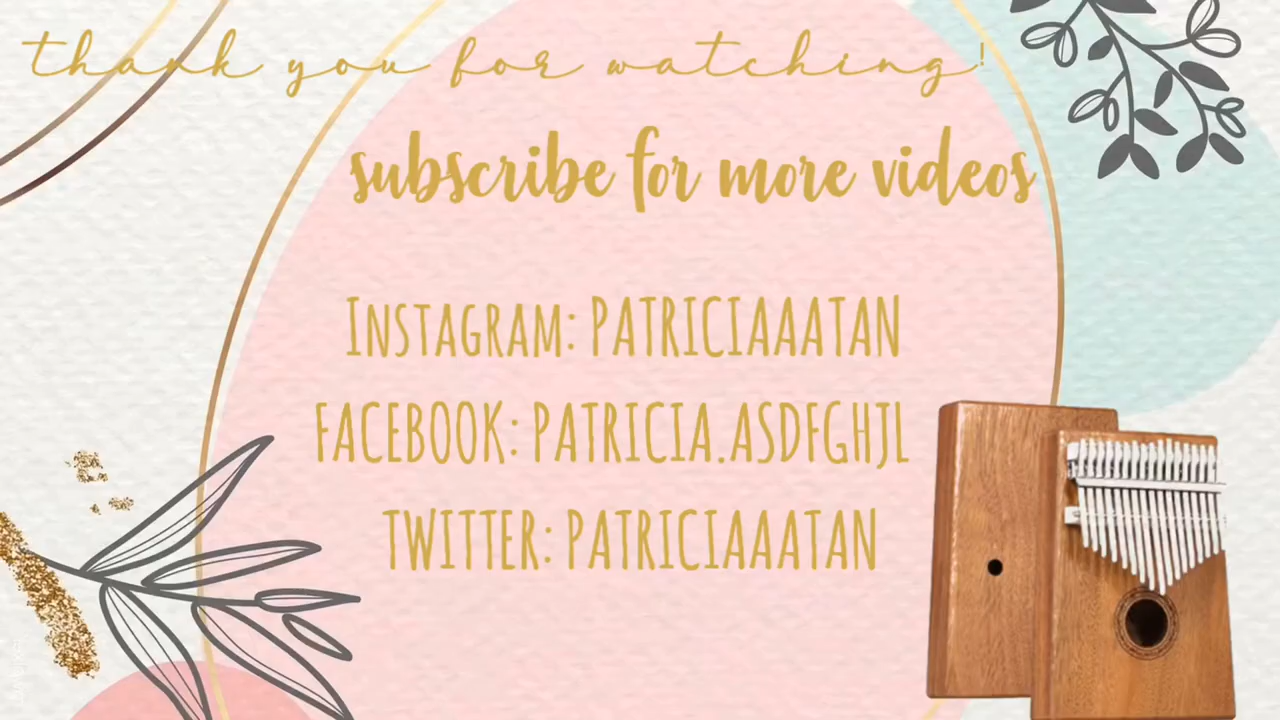 thank you for watching!
subscribe for more videos
INSTAGRAM: PATRICIAAATAN
FACEBOOK: PATRICIA.ASDFGHJL
TWITTER: PATRICIAAATAN